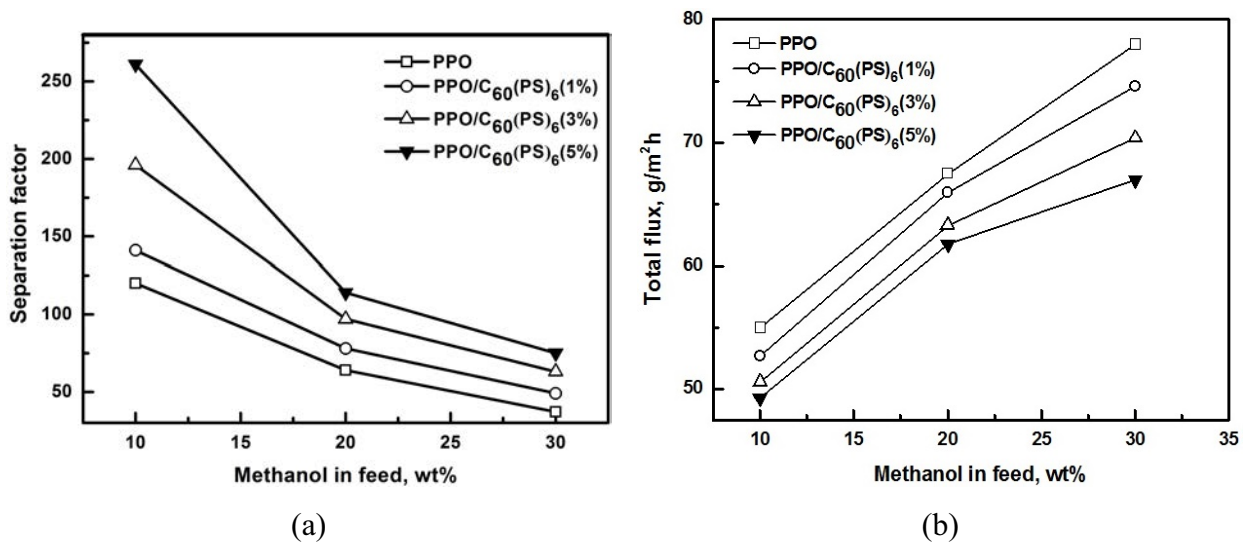 250
200
150
100
50
Separation factor
PPO
PPO/C60(PS)6(1%)
PPO/C60(PS)6(3%)
PPO/C60(PS)6(5%)
10 15 20 25 30
Methanol in feed, wt%
(a)
80
70
60
50
Total flux, g/m²h
PPO
PPO/C60(PS)6(1%)
PPO/C60(PS)6(3%)
PPO/C60(PS)6(5%)
10 15 20 25 30 35
Methanol in feed, wt%
(b)